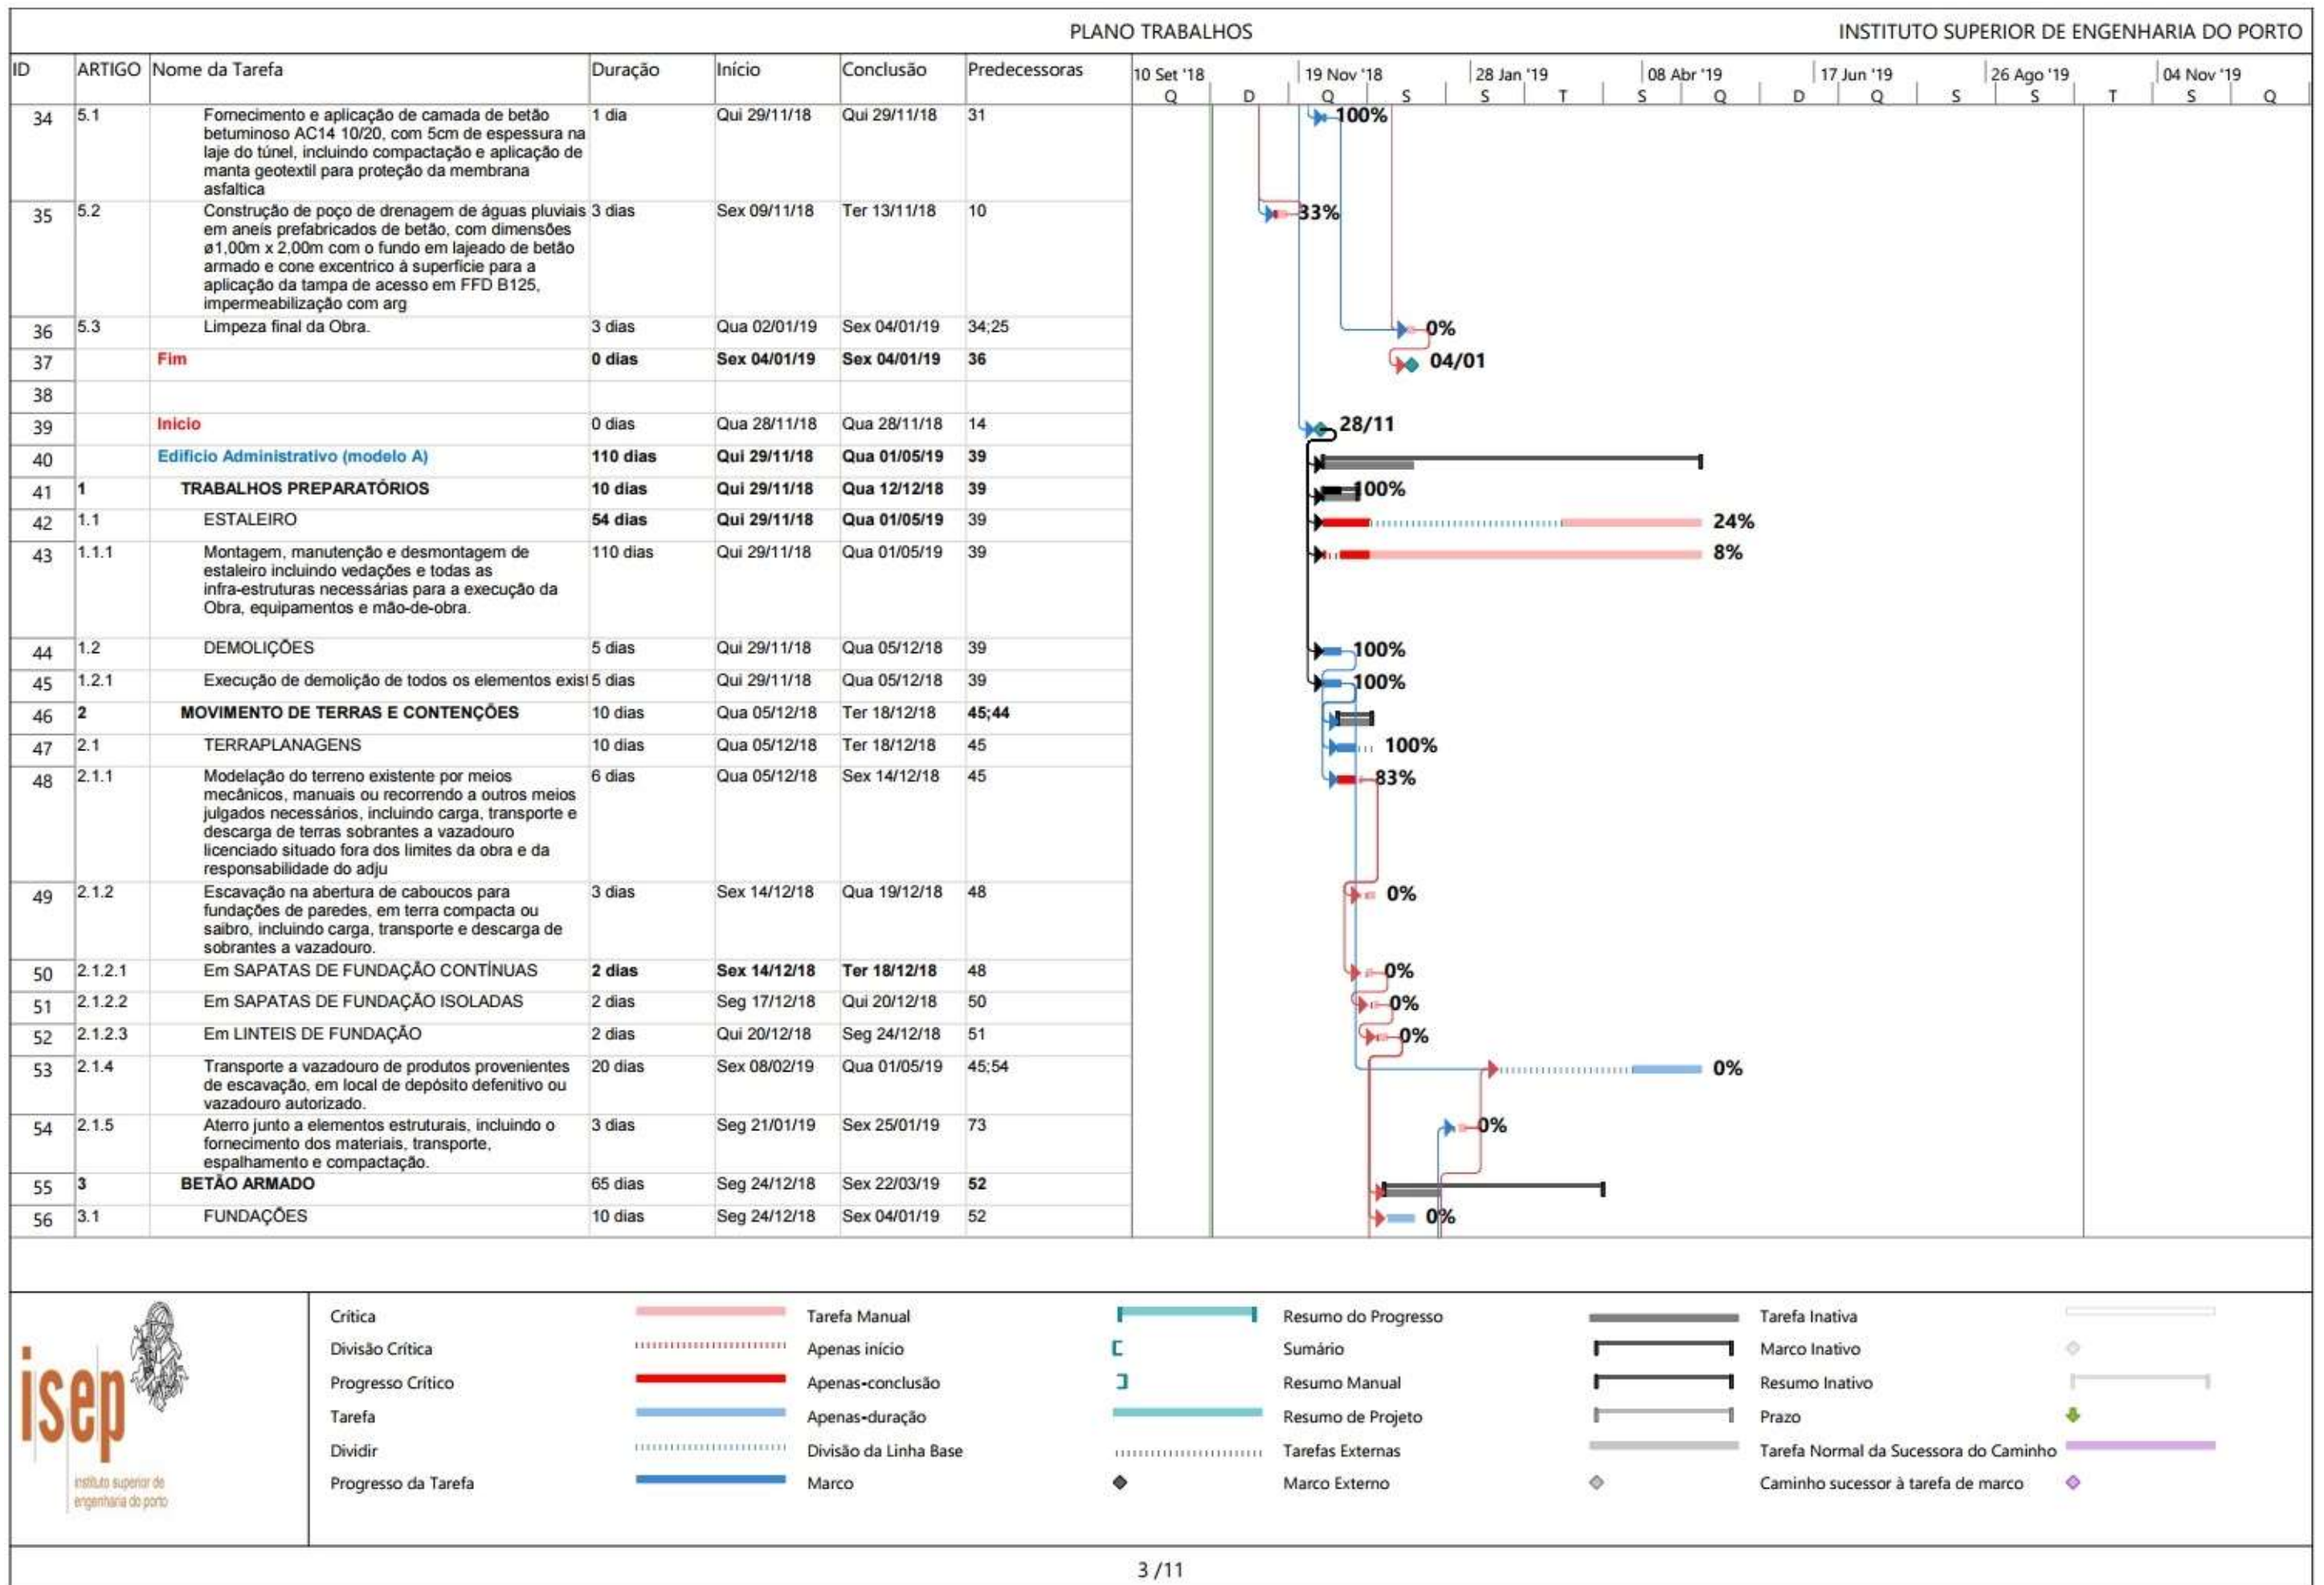 PLANO TRABALHOS
INSTITUTO SUPERIOR DE ENGENHARIA DO PORTO
ID ARTIGO Nome da Tarefa Duração Início Conclusão Predecessoras
10 Set '18 19 Nov '18 28 Jan '19 08 Abr '19 17 Jun '19 26 Ago '19 04 Nov '19
Q D Q S S T S Q D Q S S T S Q
34 5.1 Fornecimento e aplicação de camada de betão 1 dia Qui 29/11/18 Qui 29/11/18 31 100%
betuminoso AC14 10/20, com 5cm de espessura na
laje do túnel, incluindo compactação e aplicação de
manta geotextil para proteção da membrana
asfaltica
35 5.2 Construção de poço de drenagem de águas pluviais 3 dias Sex 09/11/18 Ter 13/11/18 10 33%
em aneis prefabricados de betão, com dimensões
ø1,00m x 2,00m com o fundo em lajeado de betão
armado e cone excentrico á superfície para a
aplicação da tampa de acesso em FFD B125,
impermeabilização com arg
36 5.3 Limpeza final da Obra. 3 dias Qua 02/01/19 Sex 04/01/19 34;25 0%
37 Fim 0 dias Sex 04/01/19 Sex 04/01/19 36 04/01
38
39 Inicio 0 dias Qua 28/11/18 Qua 28/11/18 14 28/11
40 Edificio Administrativo (modelo A) 110 dias Qui 29/11/18 Qua 01/05/19 39
41 1 TRABALHOS PREPARATÓRIOS 10 dias Qui 29/11/18 Qua 12/12/18 39 100%
42 1.1 ESTALEIRO 54 dias Qui 29/11/18 Qua 01/05/19 39 24%
43 1.1.1 Montagem, manutenção e desmontagem de 110 dias Qui 29/11/18 Qua 01/05/19 39 8%
estaleiro incluindo vedações e todas as
infra-estruturas necessárias para a execução da
Obra, equipamentos e mão-de-obra.
44 1.2 DEMOLIÇÕES 5 dias Qui 29/11/18 Qua 05/12/18 39 100%
45 1.2.1 Execução de demolição de todos os elementos exist 5 dias Qui 29/11/18 Qua 05/12/18 39 100%
46 2 MOVIMENTO DE TERRAS E CONTENÇÕES 10 dias Qua 05/12/18 Ter 18/12/18 45;44
47 2.1 TERRAPLANAGENS 10 dias Qua 05/12/18 Ter 18/12/18 45 100%
48 2.1.1 Modelação do terreno existente por meios 6 dias Qua 05/12/18 Sex 14/12/18 45 83%
mecânicos, manuais ou recorrendo a outros meios
julgados necessários, incluindo carga, transporte e
descarga de terras sobrantes a vazadouro
licenciado situado fora dos limites da obra e da
responsabilidade do adju
49 2.1.2 Escavação na abertura de caboucos para 3 dias Sex 14/12/18 Qua 19/12/18 48 0%
fundações de paredes, em terra compacta ou
saibro, incluindo carga, transporte e descarga de
sobrantes a vazadouro.
50 2.1.2.1 Em SAPATAS DE FUNDAÇÃO CONTÍNUAS 2 dias Sex 14/12/18 Ter 18/12/18 48 0%
51 2.1.2.2 Em SAPATAS DE FUNDAÇÃO ISOLADAS 2 dias Seg 17/12/18 Qui 20/12/18 50 0%
52 2.1.2.3 Em LINTEIS DE FUNDAÇÃO 2 dias Qui 20/12/18 Seg 24/12/18 51 0%
53 2.1.4 Transporte a vazadouro de produtos provenientes 20 dias Sex 08/02/19 Qua 01/05/19 45;54 0%
de escavação, em local de depósito defenitivo ou
vazadouro autorizado.
54 2.1.5 Aterro junto a elementos estruturais, incluindo o 3 dias Seg 21/01/19 Sex 25/01/19 73 0%
fornecimento dos materiais, transporte,
espalhamento e compactação.
55 3 BETÃO ARMADO 65 dias Seg 24/12/18 Sex 22/03/19 52
56 3.1 FUNDAÇÕES 10 dias Seg 24/12/18 Sex 04/01/19 52 0%
isep
instituto superior de
engenharia do porto
Crítica Tarefa Manual Resumo do Progresso Tarefa Inativa
Divisão Crítica Apenas início Sumário Marco Inativo
Progresso Crítico Apenas-conclusão Resumo Manual Resumo Inativo
Tarefa Apenas-duração Resumo de Projeto Prazo
Dividir Divisão da Linha Base Tarefas Externas Tarefa Normal da Sucessora do Caminho
Progresso da Tarefa Marco Marco Externo Caminho sucessor à tarefa de marco
3 /11